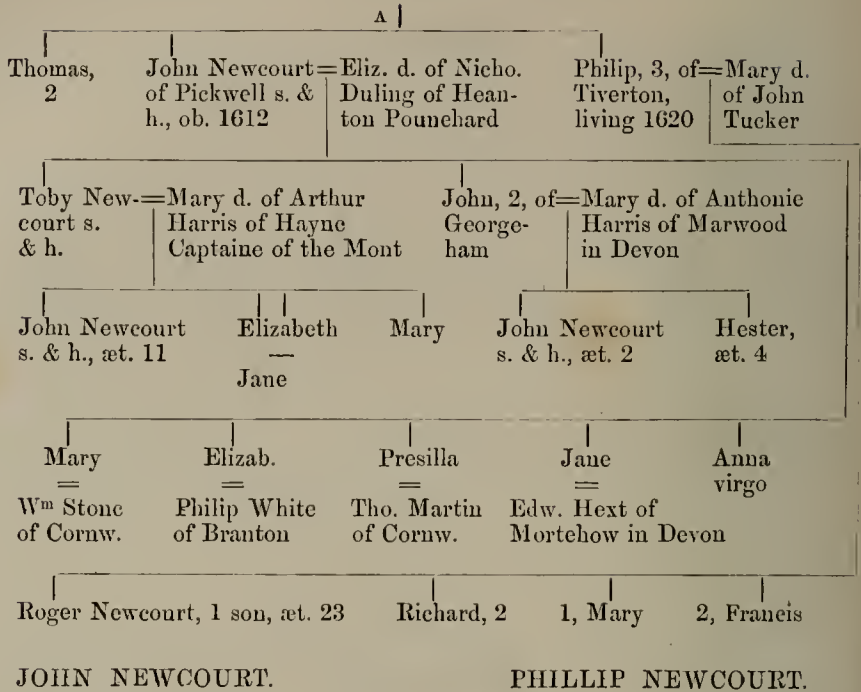 A
Thomas,
2
John Newcourt=Eliz. d. of Nicho.
of Pickwell s. & Duling of Hean-
h., ob. 1612 ton Pounchard
Philip, 3, of=Mary d.
Tiverton, of John
living 1620 Tucker
Toby New-=Mary d. of Arthur
court s. Harris of Hayne
& h. Captaine of the Mont
John, 2, of=Mary d. of Anthonie
George- Harris of Marwood
ham in Devon
John Newcourt
s. & h., æt. 11
Elizabeth
—
Jane
Mary
John Newcourt
s. & h., æt. 2
Hester,
æt. 4
Mary
=
Wm Stone
of Cornw.
Elizab.
=
Philip White
of Branton
Presilla
=
Tho. Martin
of Cornw.
Jane
=
Edw. Hext of
Mortehow in Devon
Anna
virgo
Roger Newcourt, 1 son, æt. 23 Richard, 2 1, Mary 2, Francis
JOHN NEWCOURT. PHILLIP NEWCOURT.